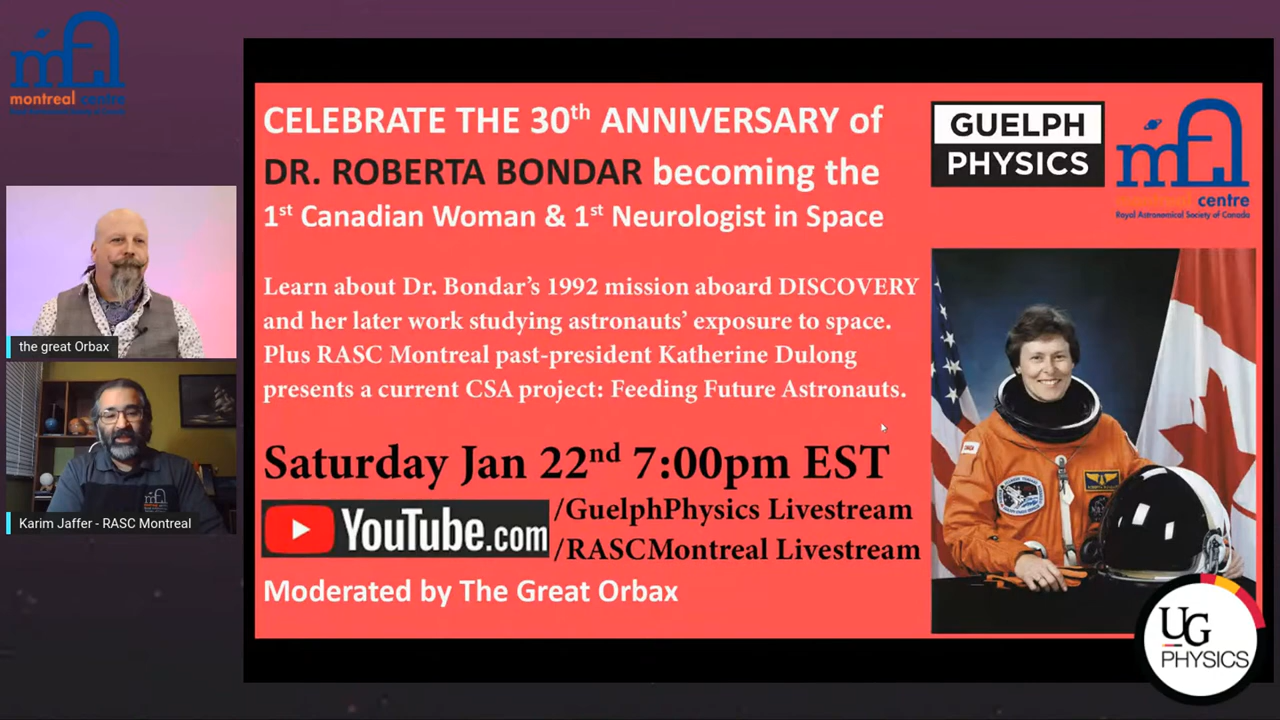 montreal centre
CELEBRATE THE 30th ANNIVERSARY of
DR. ROBERTA BONDAR becoming the
1st Canadian Woman & 1st Neurologist in Space
Learn about Dr. Bondar's 1992 mission aboard DISCOVERY
and her later work studying astronauts' exposure to space.
Plus RASC Montreal past-president Katherine Dulong
presents a current CSA project: Feeding Future Astronauts.
Saturday Jan 22nd 7:00pm EST
YouTube.com
/GuelphPhysics Livestream
/RASCMontreal Livestream
Moderated by The Great Orbax
GUELPH
PHYSICS
montreal centre
Royal Astronomical Society of Canada
the great Orbax
Karim Jaffer - RASC Montreal
UG
PHYSICS